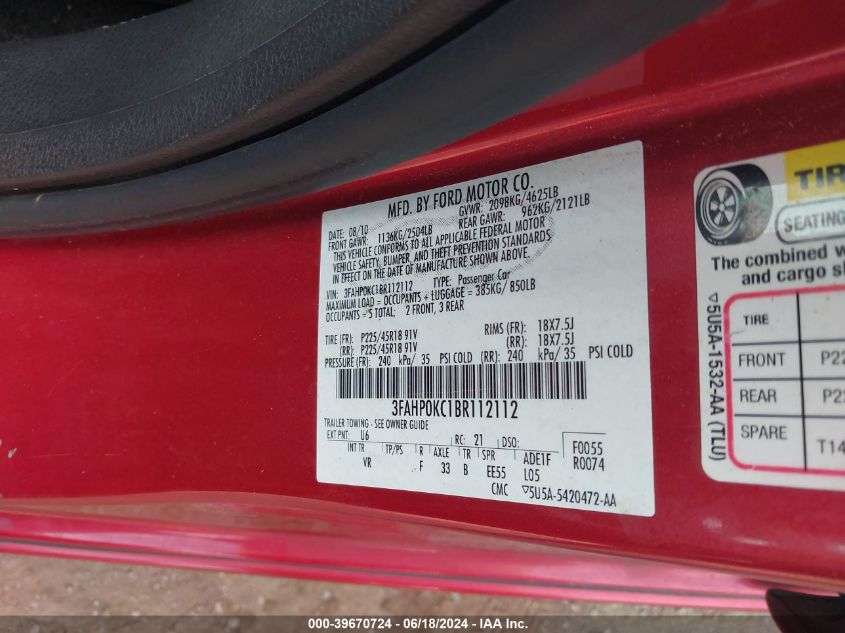 MFD. BY FORD MOTOR CO.
DATE: 08/10 GVWR: 2098KG/4625LB
FRONT GAWR: 1136KG/2504LB REAR GAWR: 962KG/2121LB
THIS VEHICLE CONFORMS TO ALL APPLICABLE FEDERAL MOTOR
VEHICLE SAFETY, BUMPER, AND THEFT PREVENTION STANDARDS
IN EFFECT ON THE DATE OF MANUFACTURE SHOWN ABOVE.
VIN: 3FAHP0KC1BR112112 TYPE: Passenger Car
MAXIMUM LOAD = OCCUPANTS + LUGGAGE = 385KG/850LB
OCCUPANTS = 5 TOTAL: 2 FRONT, 3 REAR
TIRE (FR): P225/45R18 91V RIMS (FR): 18X7.5J
(RR): P225/45R18 91V (RR): 18X7.5J
PRESSURE (FR): 240 kPa/ 35 PSI COLD (RR): 240 kPa/ 35 PSI COLD
3FAHP0KC1BR112112
TRAILER TOWING - SEE OWNER GUIDE
EXT PNT: U6 RC: 21 DSO: F0055
INT TR TP/PS R AXLE TR SPR ADE1F R0074
VR F 33 B EE55 L05
CMC ▽5U5A-5420472-AA
TIR
SEATING
The combined w
and cargo sh
▽5U5A-1532-AA (TLU)
TIRE
FRONT P22
REAR P2
SPARE T14
000-39670724 - 06/18/2024 - IAA Inc.